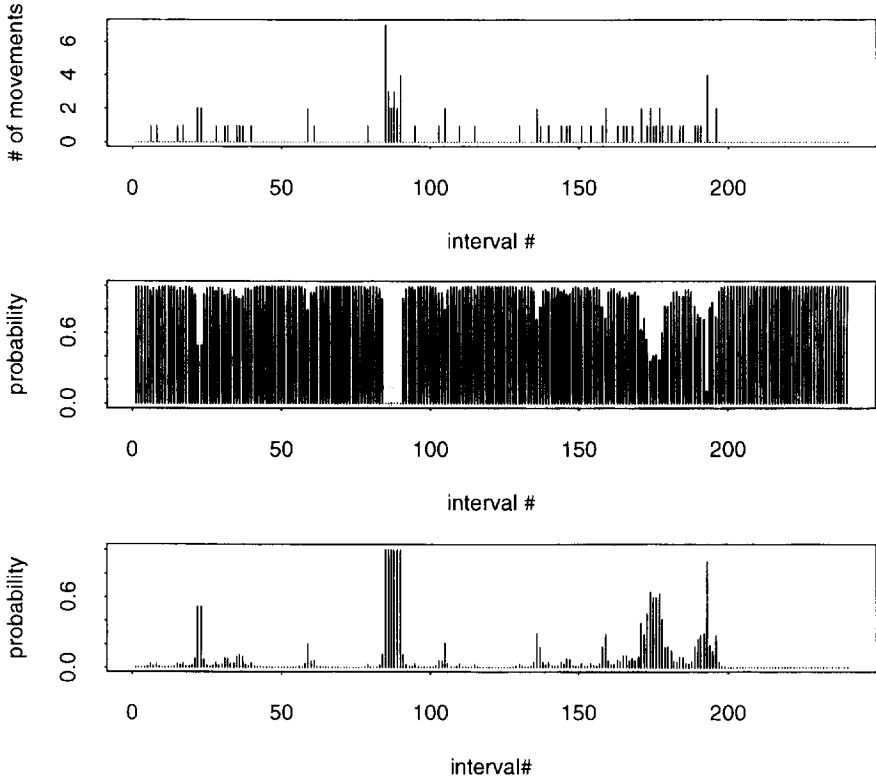 # of movements
6
4
2
0
0 50 100 150 200
interval #
probability
0.6
0.0
0 50 100 150 200
interval #
probability
0.6
0.0
0 50 100 150 200
interval#